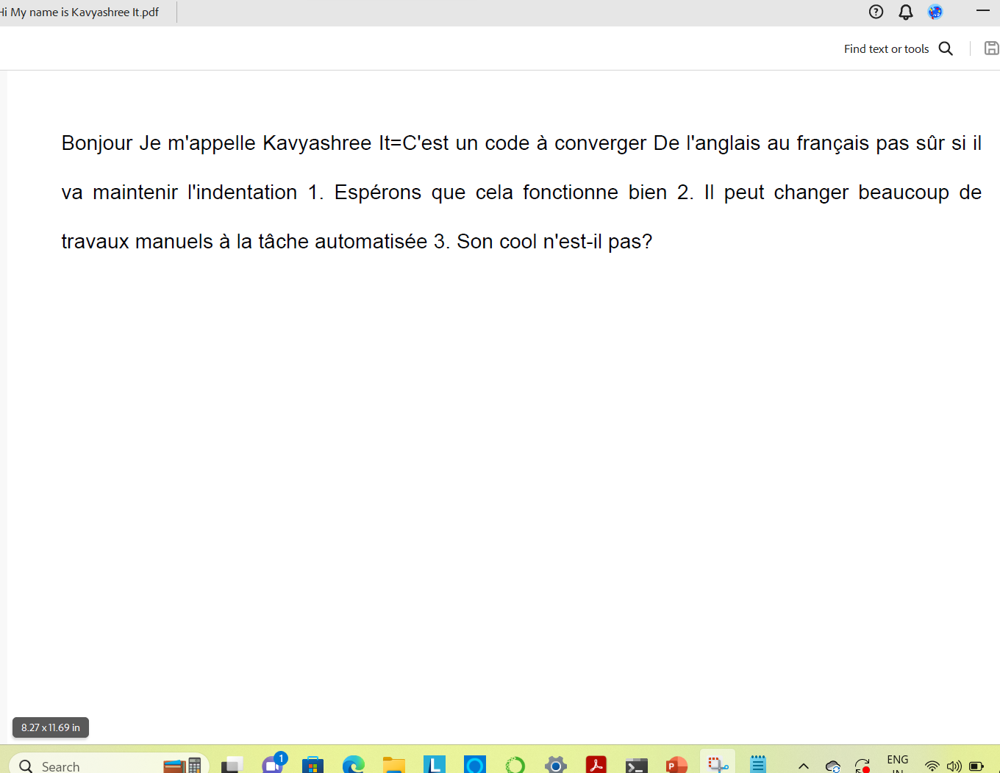 Hi My name is Kavyashree It.pdf
Find text or tools
Bonjour Je m'appelle Kavyashree It=C'est un code à converger De l'anglais au français pas sûr si il
va maintenir l'indentation 1. Espérons que cela fonctionne bien 2. Il peut changer beaucoup de
travaux manuels à la tâche automatisée 3. Son cool n'est-il pas?
8.27 x 11.69 in
Search
1
ENG
IN